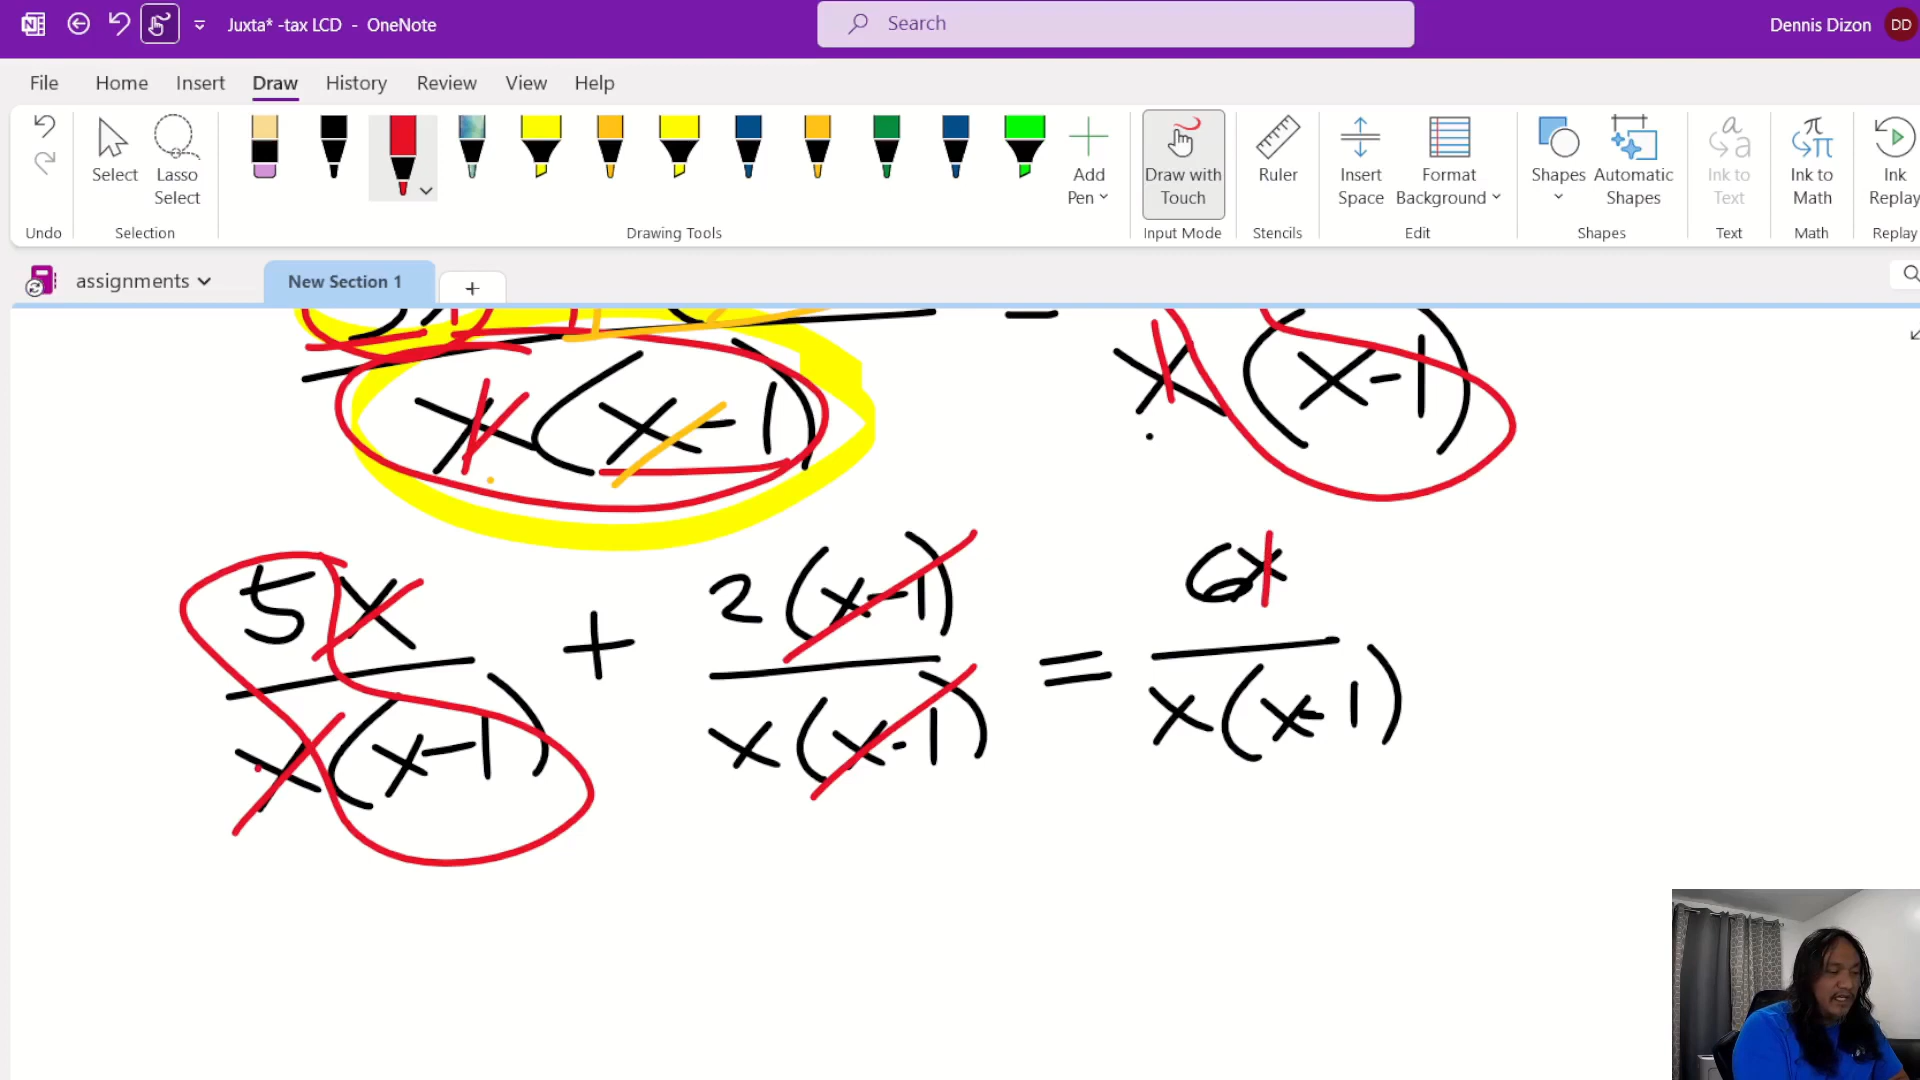 Juxta* -tax LCD - OneNote
Search
Dennis Dizon
DD
File Home Insert Draw History Review View Help
Select
Lasso Select
Add Pen
Draw with Touch
Ruler
Insert Space
Format Background
Shapes
Automatic Shapes
Ink to Text
Ink to Math
Ink Replay
Undo
Selection
Drawing Tools
Input Mode
Stencils
Edit
Shapes
Text
Math
Replay
assignments
New Section 1
+
x(x-1)
x(x-1)
5x + 2(x-1) = 6x
x(x-1) x(x-1) x(x-1)